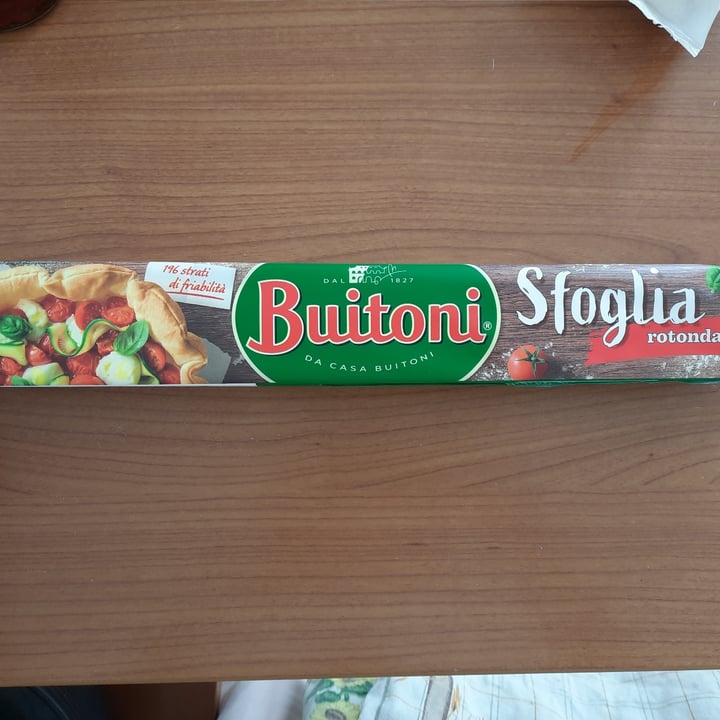 196 strati
di friabilità
DAL 1827
Buitoni®
DA CASA BUITONI
Sfoglia
rotonda